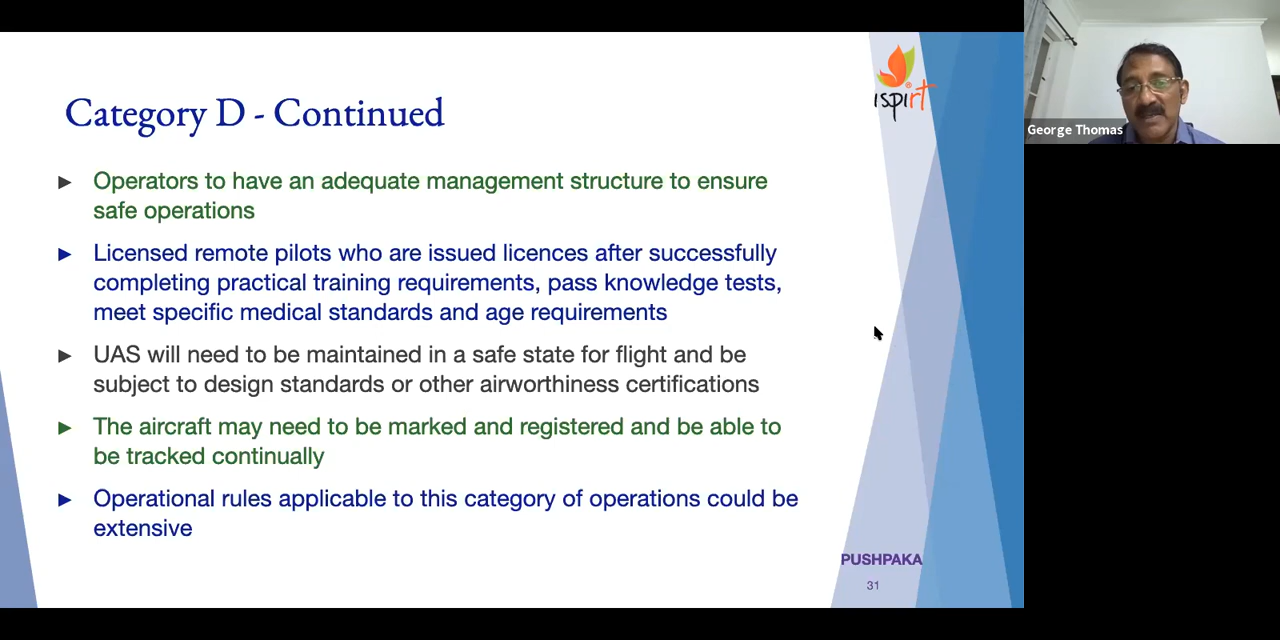 Category D - Continued
ispirt
George Thomas
► Operators to have an adequate management structure to ensure
safe operations
► Licensed remote pilots who are issued licences after successfully
completing practical training requirements, pass knowledge tests,
meet specific medical standards and age requirements
► UAS will need to be maintained in a safe state for flight and be
subject to design standards or other airworthiness certifications
► The aircraft may need to be marked and registered and be able to
be tracked continually
► Operational rules applicable to this category of operations could be
extensive
PUSHPAKA
31